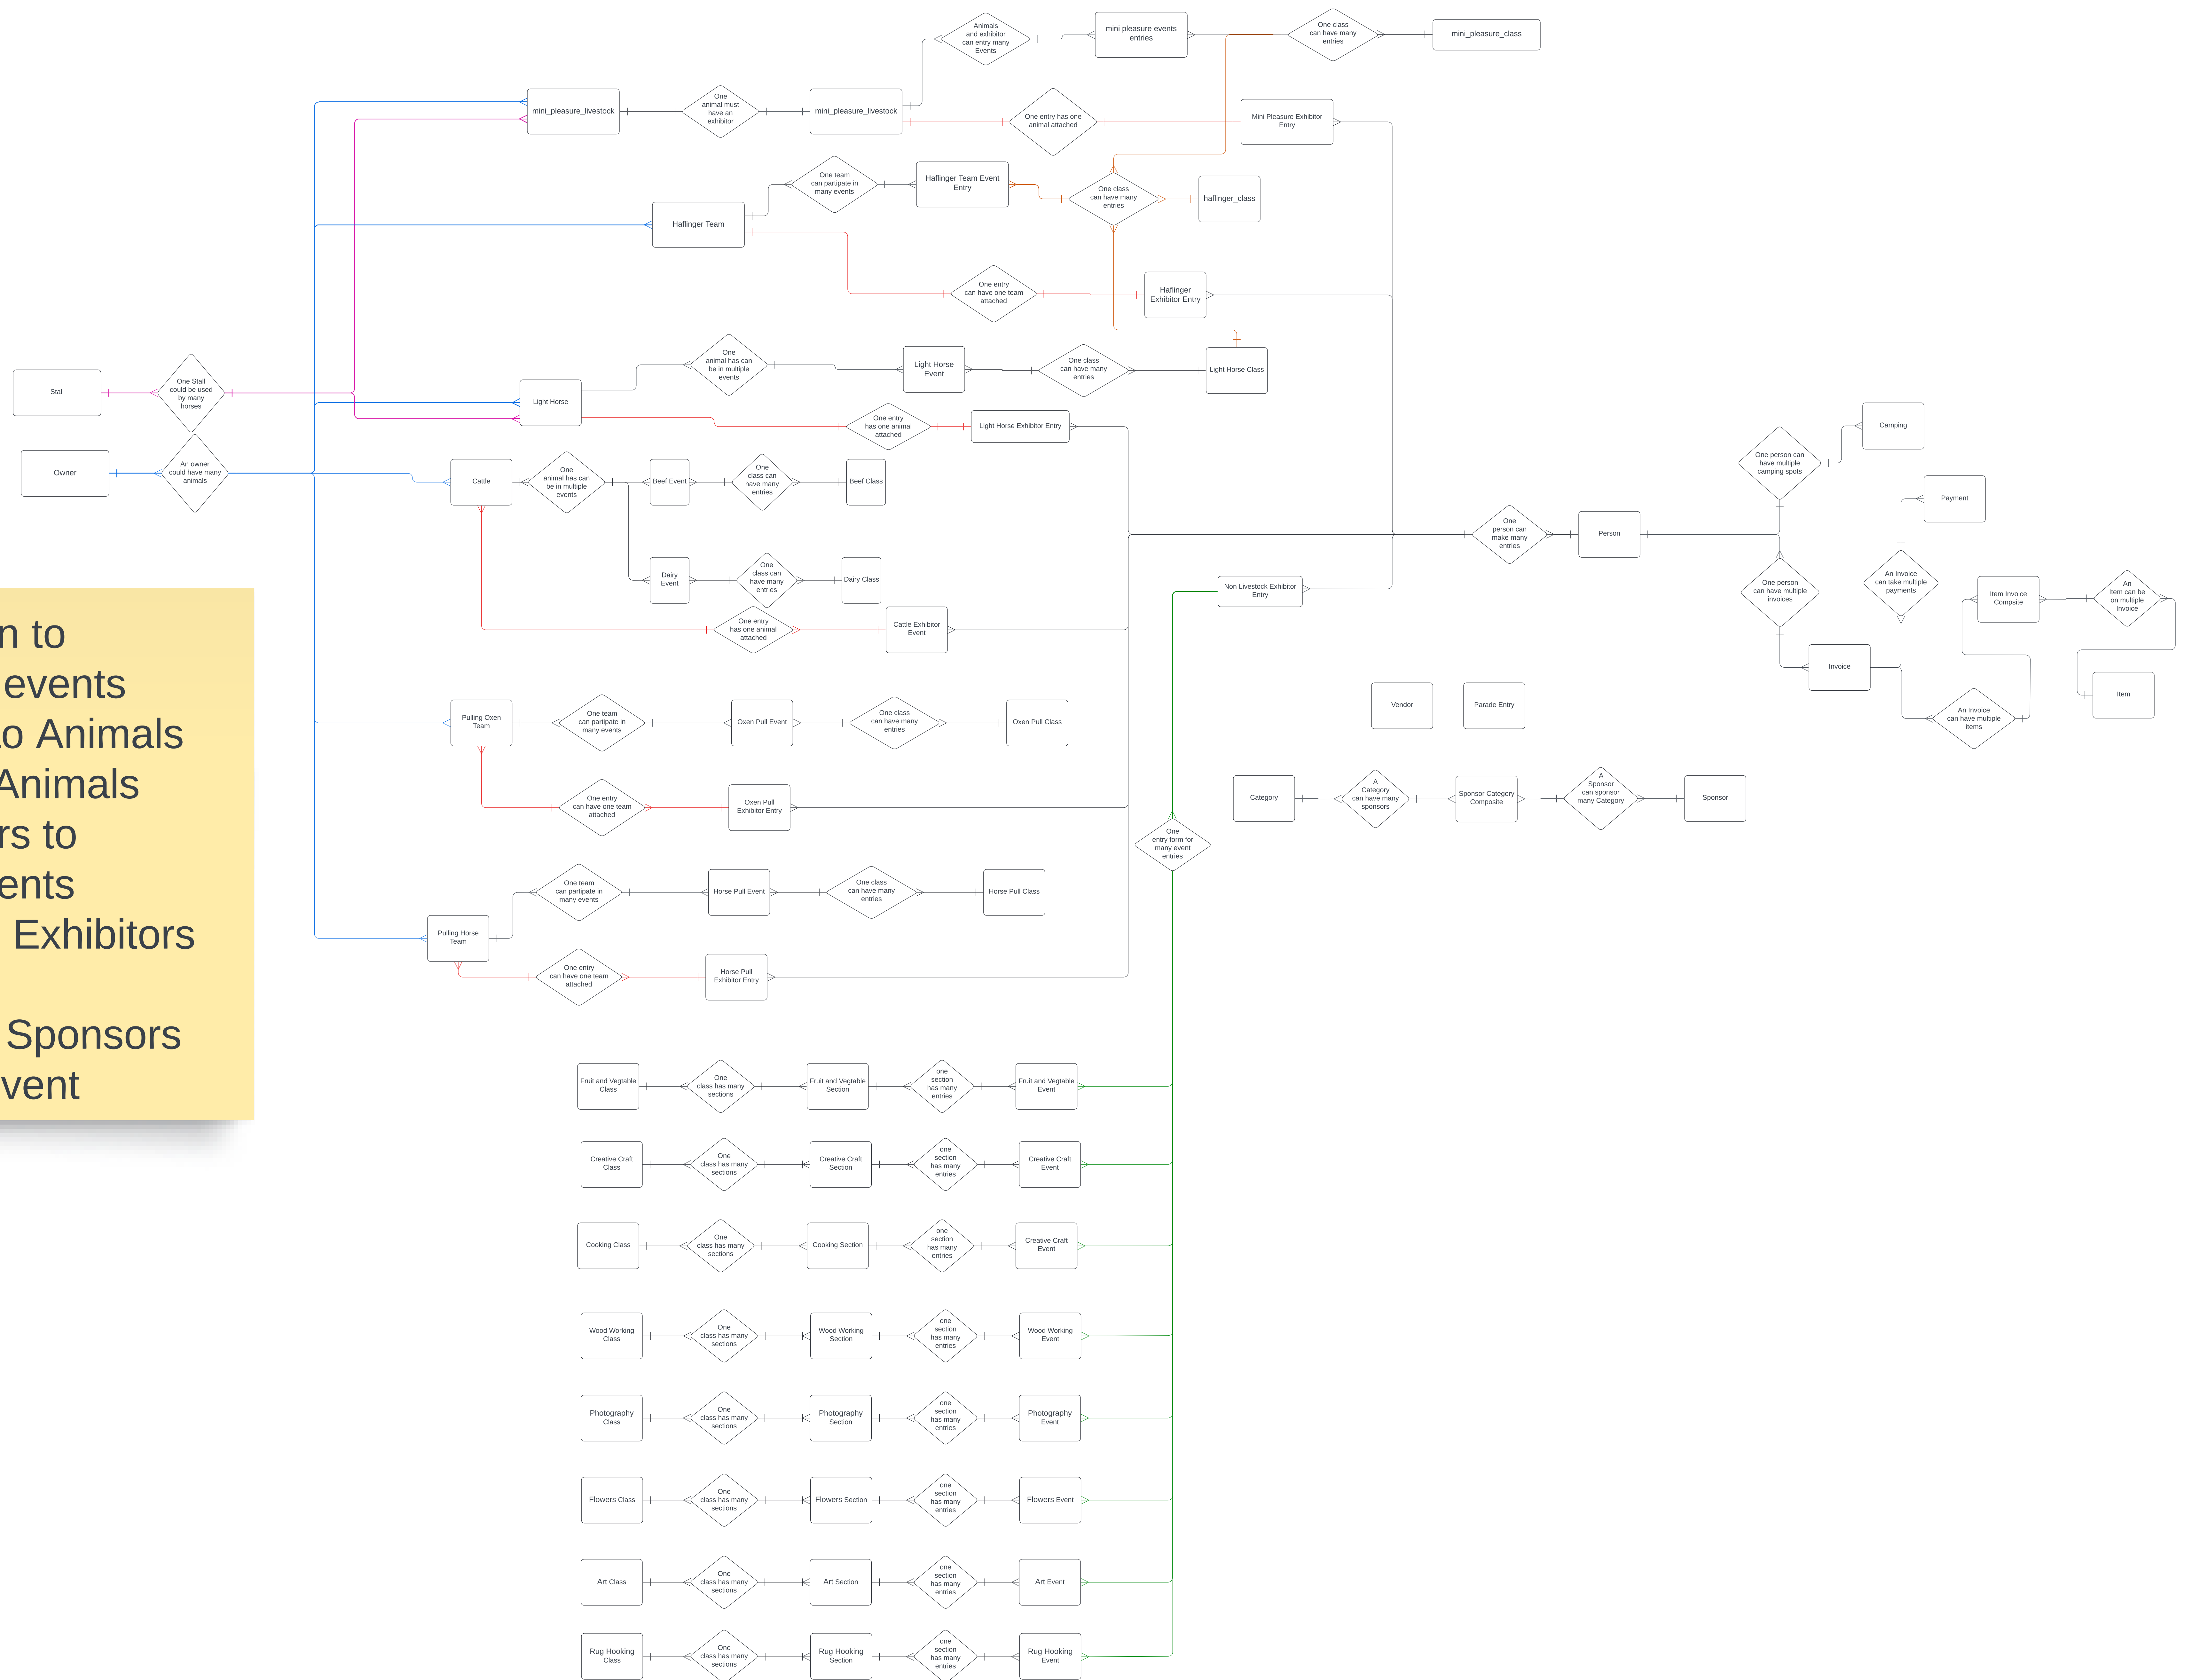 Animals
and exhibitor
can entry many
Events
mini pleasure events
entries
One class
can have many
entries
mini_pleasure_class
mini_pleasure_livestock
One
animal must
have an
exhibitor
mini_pleasure_livestock
One entry has one
animal attached
Mini Pleasure Exhibitor
Entry
One team
can partipate in
many events
Haflinger Team Event
Entry
One class
can have many
entries
haflinger_class
Haflinger Team
One entry
can have one team
attached
Haflinger
Exhibitor Entry
Stall
One Stall
could be used
by many
horses
Light Horse
One
animal has can
be in multiple
events
Light Horse
Event
One class
can have many
entries
Light Horse Class
One entry
has one animal
attached
Light Horse Exhibitor Entry
Owner
An owner
could have many
animals
Cattle
One
animal has can
be in multiple
events
Beef Event
One
class can
have many
entries
Beef Class
Dairy
Event
One
class can
have many
entries
Dairy Class
One entry
has one animal
attached
Cattle Exhibitor
Event
One
person can
make many
entries
Person
One person can
have multiple
camping spots
Camping
Payment
One person
can have multiple
invoices
An Invoice
can take multiple
payments
Item Invoice
Compsite
An
Item can be
on multiple
Invoice
Invoice
An Invoice
can have multiple
items
Item
Non Livestock Exhibitor
Entry
Vendor
Parade Entry
Category
A
Category
can have many
sponsors
Sponsor Category
Composite
A
Sponsor
can sponsor
many Category
Sponsor
n to
events
to Animals
Animals
rs to
ents
Exhibitors
Sponsors
vent
Pulling Oxen
Team
One team
can partipate in
many events
Oxen Pull Event
One class
can have many
entries
Oxen Pull Class
One entry
can have one team
attached
Oxen Pull
Exhibitor Entry
One
entry form for
many event
entries
Pulling Horse
Team
One team
can partipate in
many events
Horse Pull Event
One class
can have many
entries
Horse Pull Class
One entry
can have one team
attached
Horse Pull
Exhibitor Entry
Fruit and Vegtable
Class
One
class has many
sections
Fruit and Vegtable
Section
one
section
has many
entries
Fruit and Vegtable
Event
Creative Craft
Class
One
class has many
sections
Creative Craft
Section
one
section
has many
entries
Creative Craft
Event
Cooking Class
One
class has many
sections
Cooking Section
one
section
has many
entries
Creative Craft
Event
Wood Working
Class
One
class has many
sections
Wood Working
Section
one
section
has many
entries
Wood Working
Event
Photography
Class
One
class has many
sections
Photography
Section
one
section
has many
entries
Photography
Event
Flowers Class
One
class has many
sections
Flowers Section
one
section
has many
entries
Flowers Event
Art Class
One
class has many
sections
Art Section
one
section
has many
entries
Art Event
Rug Hooking
Class
One
class has many
sections
Rug Hooking
Section
one
section
has many
entries
Rug Hooking
Event